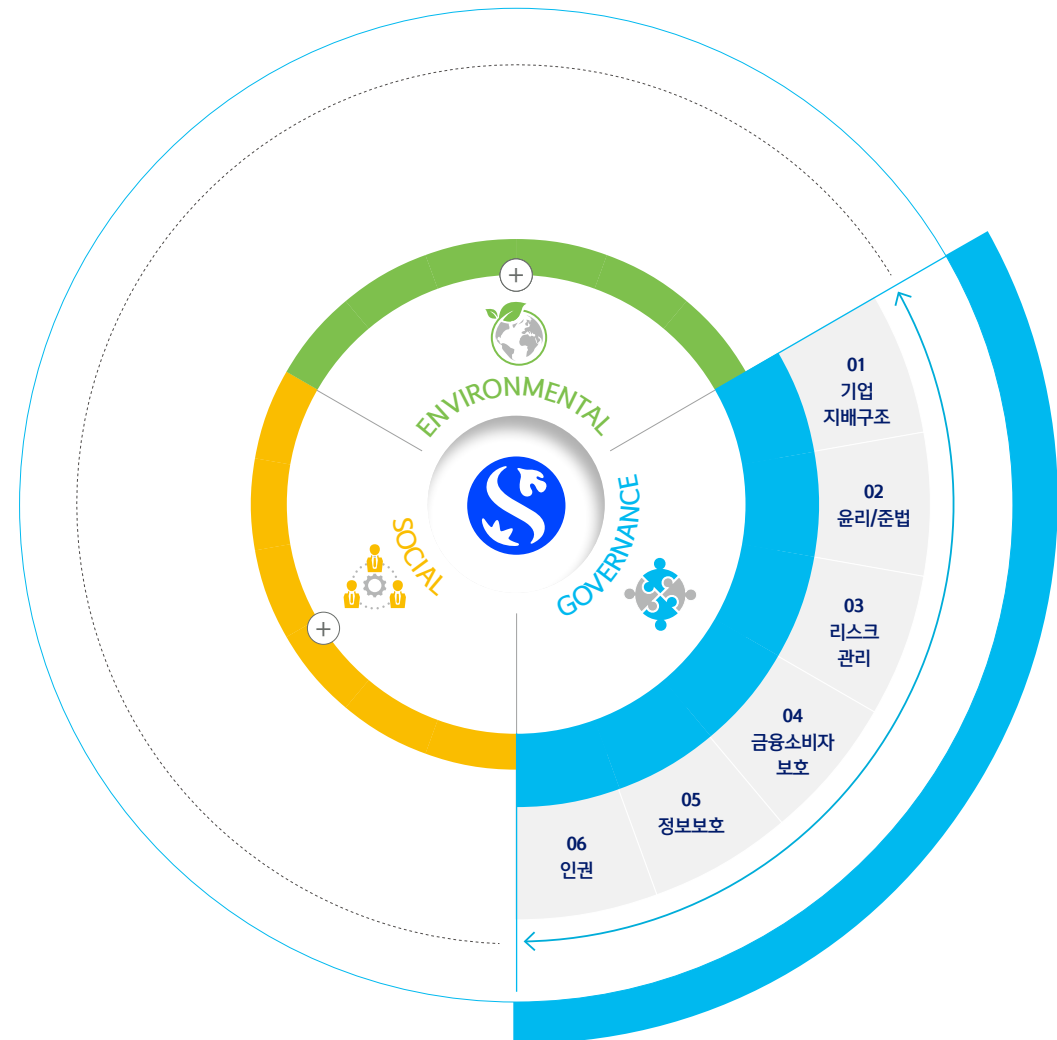 ENVIRONMENTAL
SOCIAL
GOVERNANCE
01
기업
지배구조
02
윤리/준법
03
리스크
관리
04
금융소비자
보호
05
정보보호
06
인권